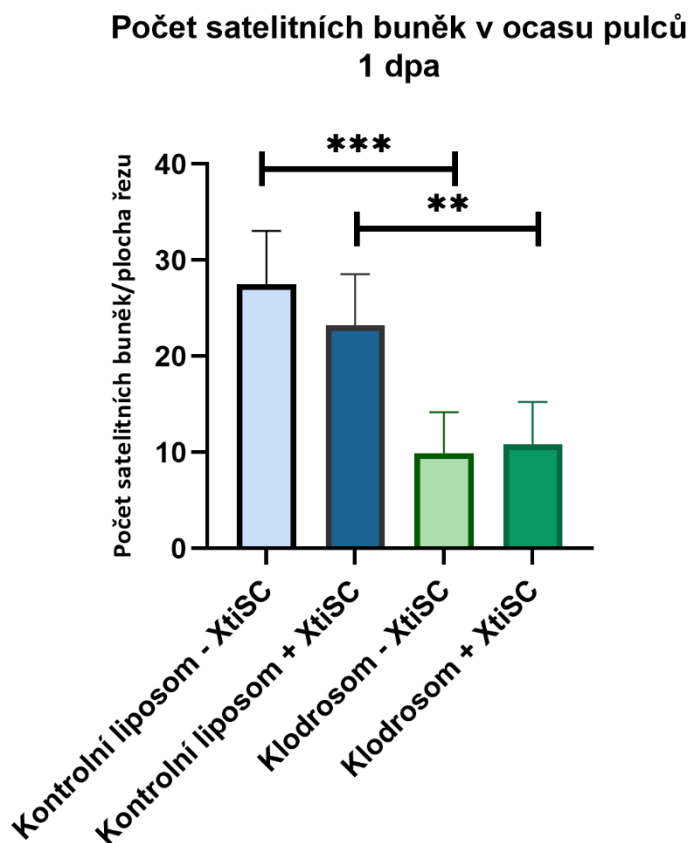 Počet satelitních buněk v ocasu pulců
1 dpa
***
**
Počet satelitních buněk/plocha řezu
40
30
20
10
0
Kontrolní liposom - XtiSC
Kontrolní liposom + XtiSC
Klodrosom - XtiSC
Klodrosom + XtiSC